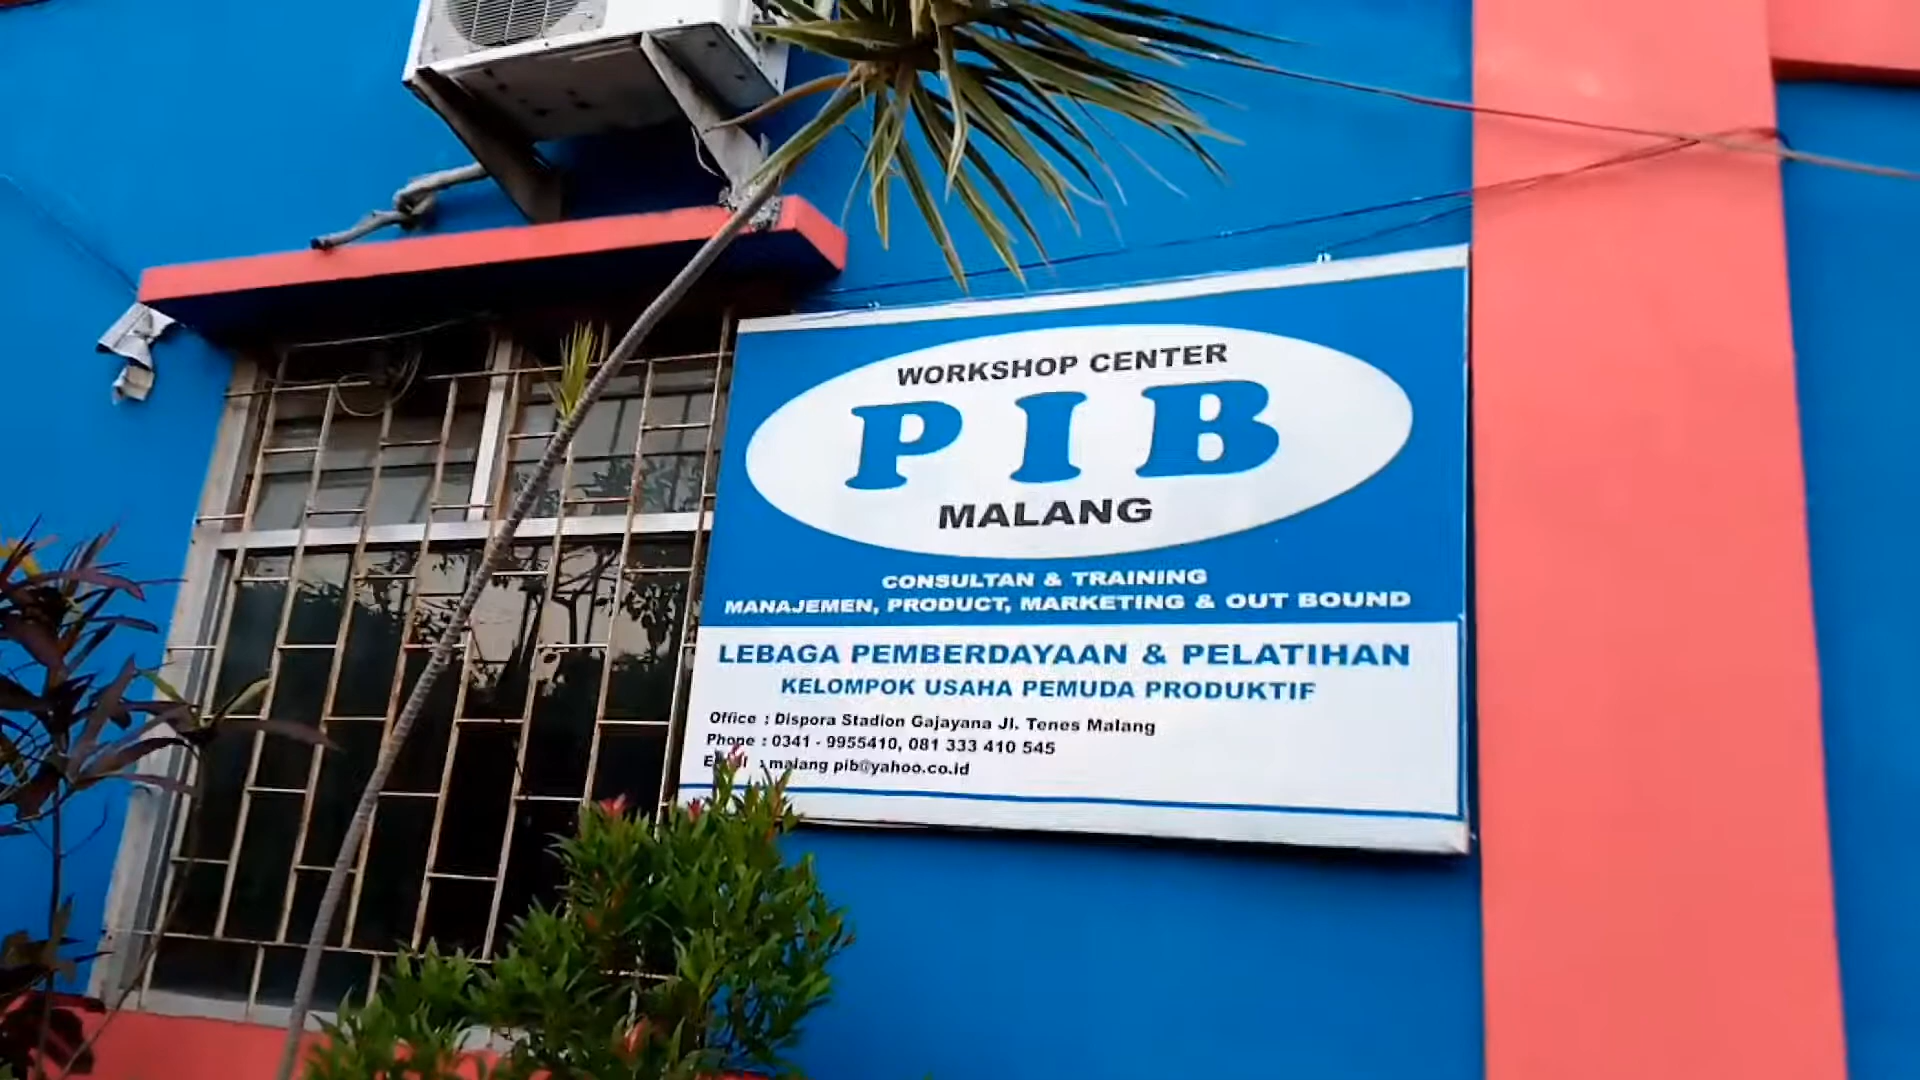 WORKSHOP CENTER
PIB
MALANG
CONSULTAN & TRAINING
MANAJEMEN, PRODUCT, MARKETING & OUT BOUND
LEBAGA PEMBERDAYAAN & PELATIHAN
KELOMPOK USAHA PEMUDA PRODUKTIF
Office : Dispora Stadion Gajayana Jl. Tenes Malang
Phone : 0341 - 9955410, 081 333 410 545
: malang pib@yahoo.co.id